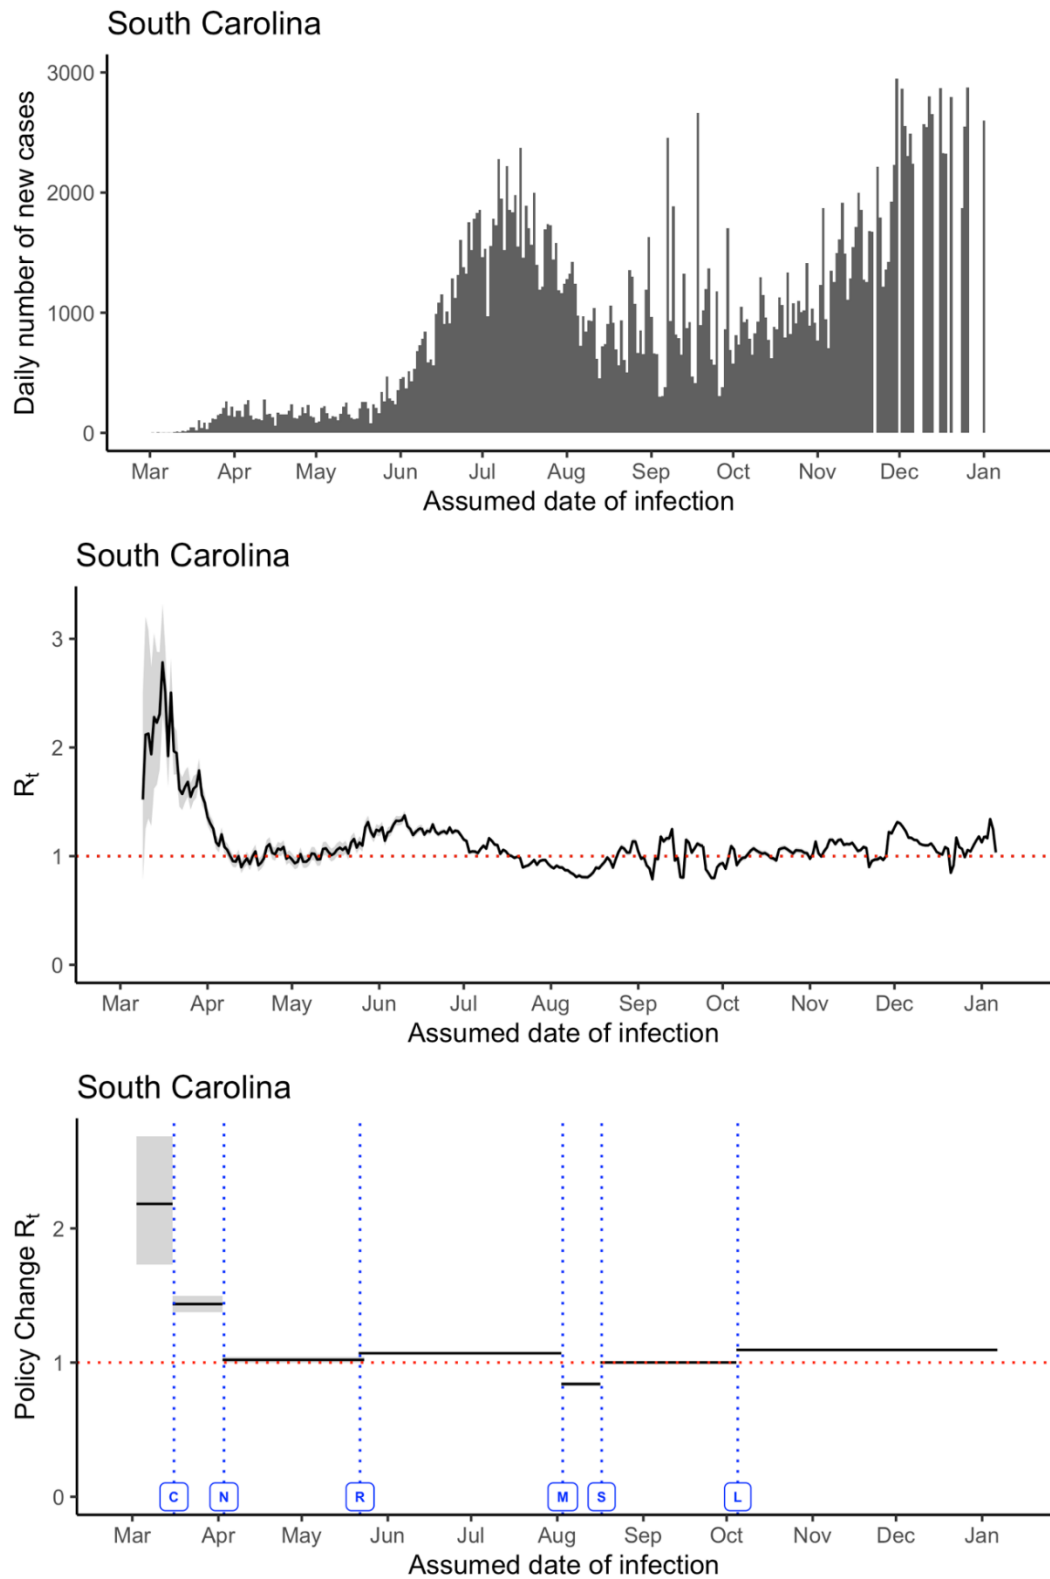 South Carolina
Daily number of new cases
3000
2000
1000
0
Mar Apr May Jun Jul Aug Sep Oct Nov Dec Jan
Assumed date of infection
South Carolina
Rt
3
2
1
0
Mar Apr May Jun Jul Aug Sep Oct Nov Dec Jan
Assumed date of infection
South Carolina
Policy Change Rt
2
1
0
C N R M S L
Mar Apr May Jun Jul Aug Sep Oct Nov Dec Jan
Assumed date of infection